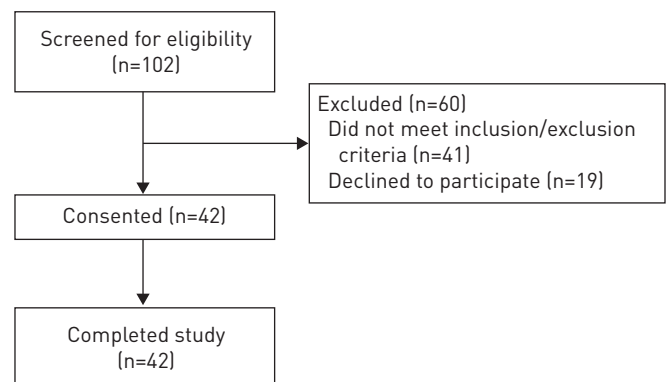 Screened for eligibility
(n=102)
Excluded (n=60)
Did not meet inclusion/exclusion
criteria (n=41)
Declined to participate (n=19)
Consented (n=42)
Completed study
(n=42)